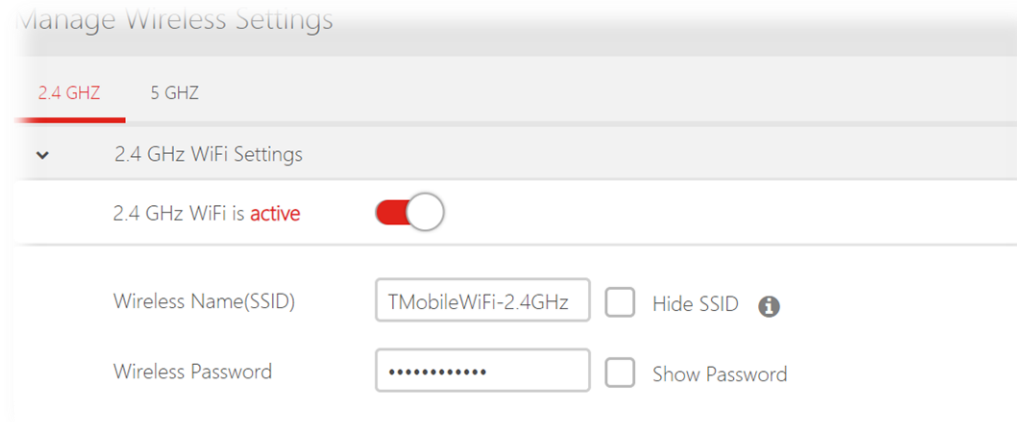 Manage Wireless Settings
2.4 GHZ 5 GHZ
2.4 GHz WiFi Settings
2.4 GHz WiFi is active
Wireless Name(SSID) TMobileWiFi-2.4GHz Hide SSID
Wireless Password •••••••••••• Show Password